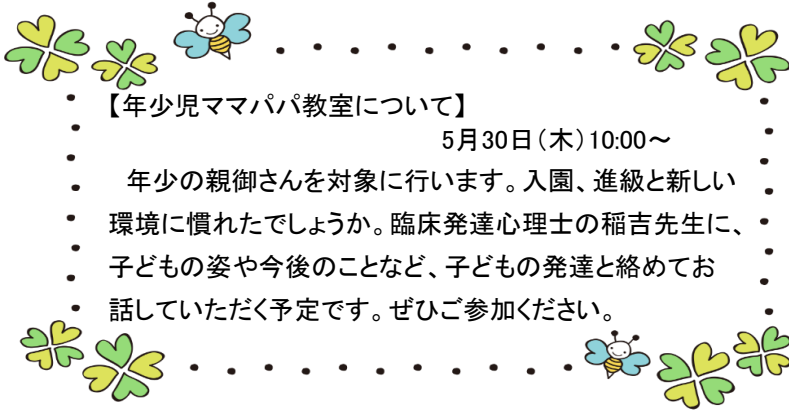 【年少児ママパパ教室について】
5月30日（木）10:00～
年少の親御さんを対象に行います。入園、進級と新しい
環境に慣れたでしょうか。臨床発達心理士の稲吉先生に、
子どもの姿や今後のことなど、子どもの発達と絡めてお
話していただく予定です。ぜひご参加ください。